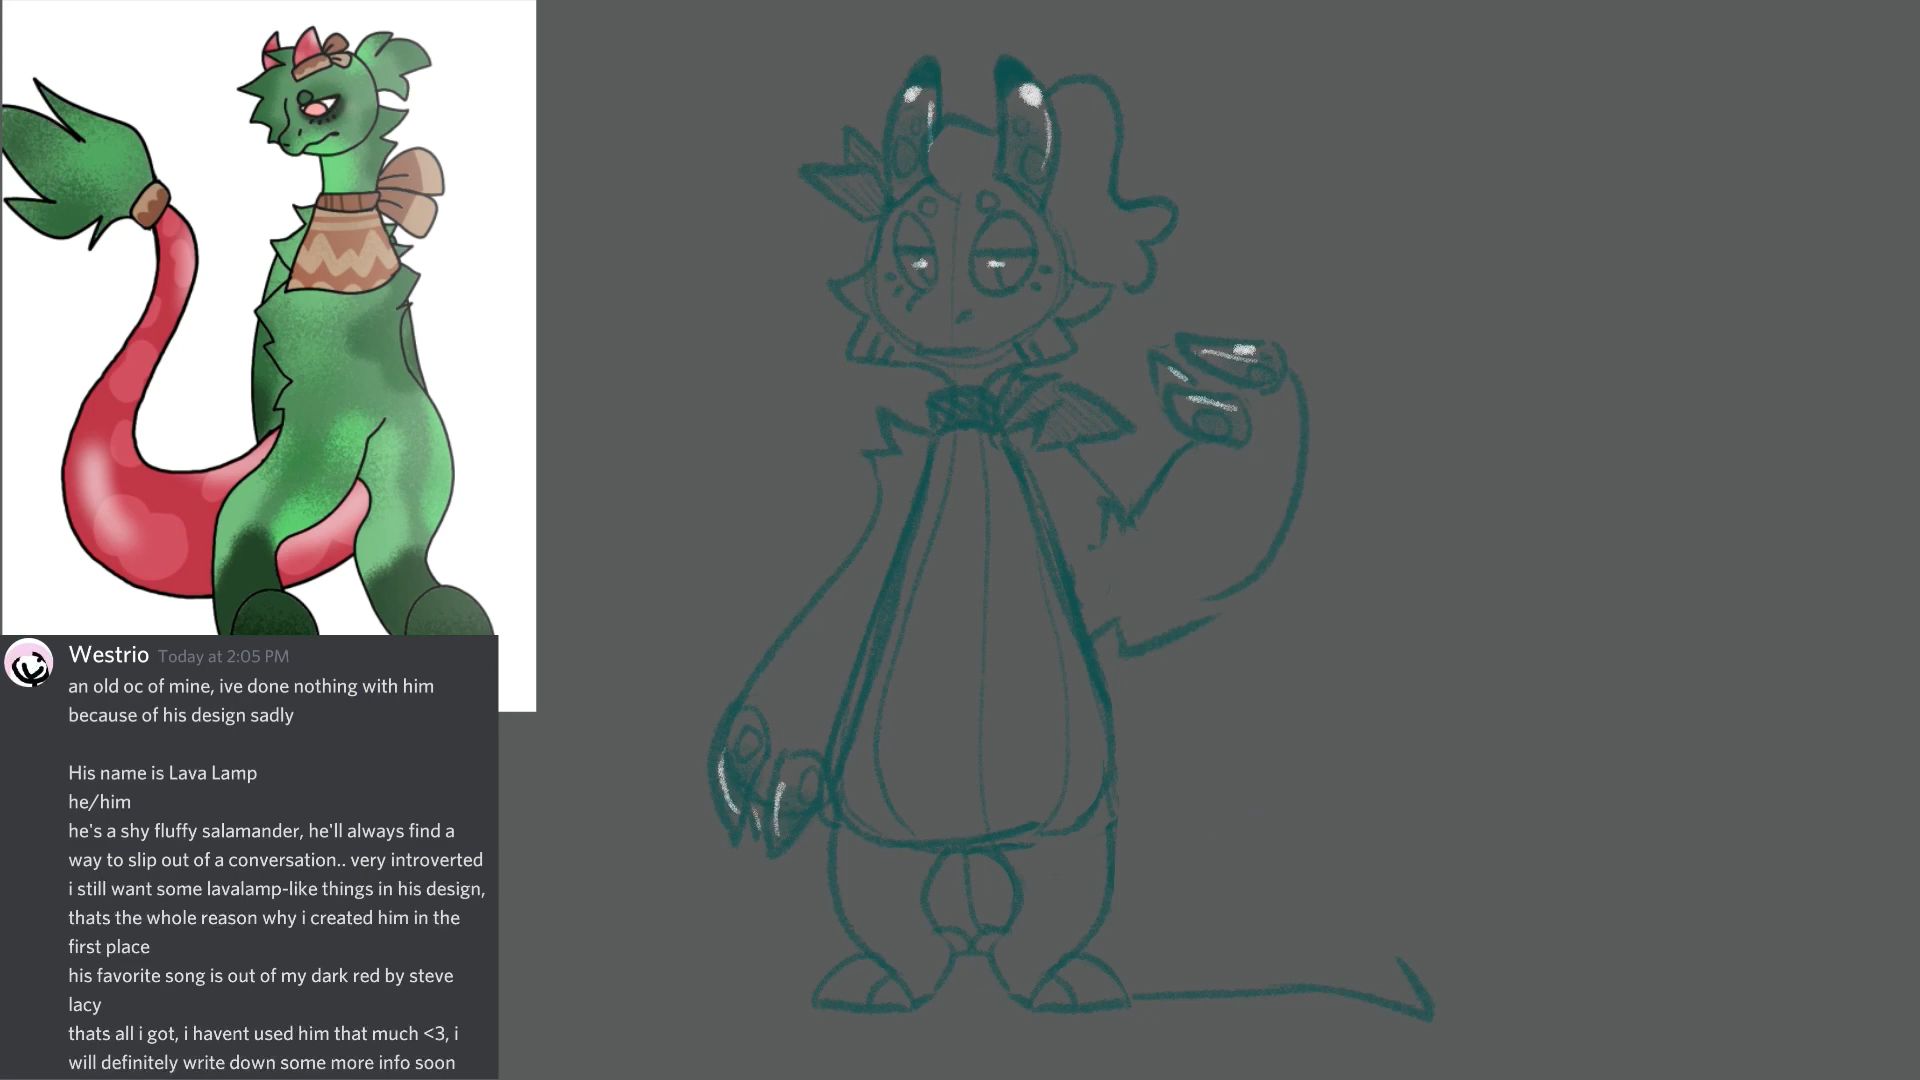 Westrio Today at 2:05 PM
an old oc of mine, ive done nothing with him
because of his design sadly
His name is Lava Lamp
he/him
he's a shy fluffy salamander, he'll always find a
way to slip out of a conversation.. very introverted
i still want some lavalamp-like things in his design,
thats the whole reason why i created him in the
first place
his favorite song is out of my dark red by steve
lacy
thats all i got, i havent used him that much <3, i
will definitely write down some more info soon